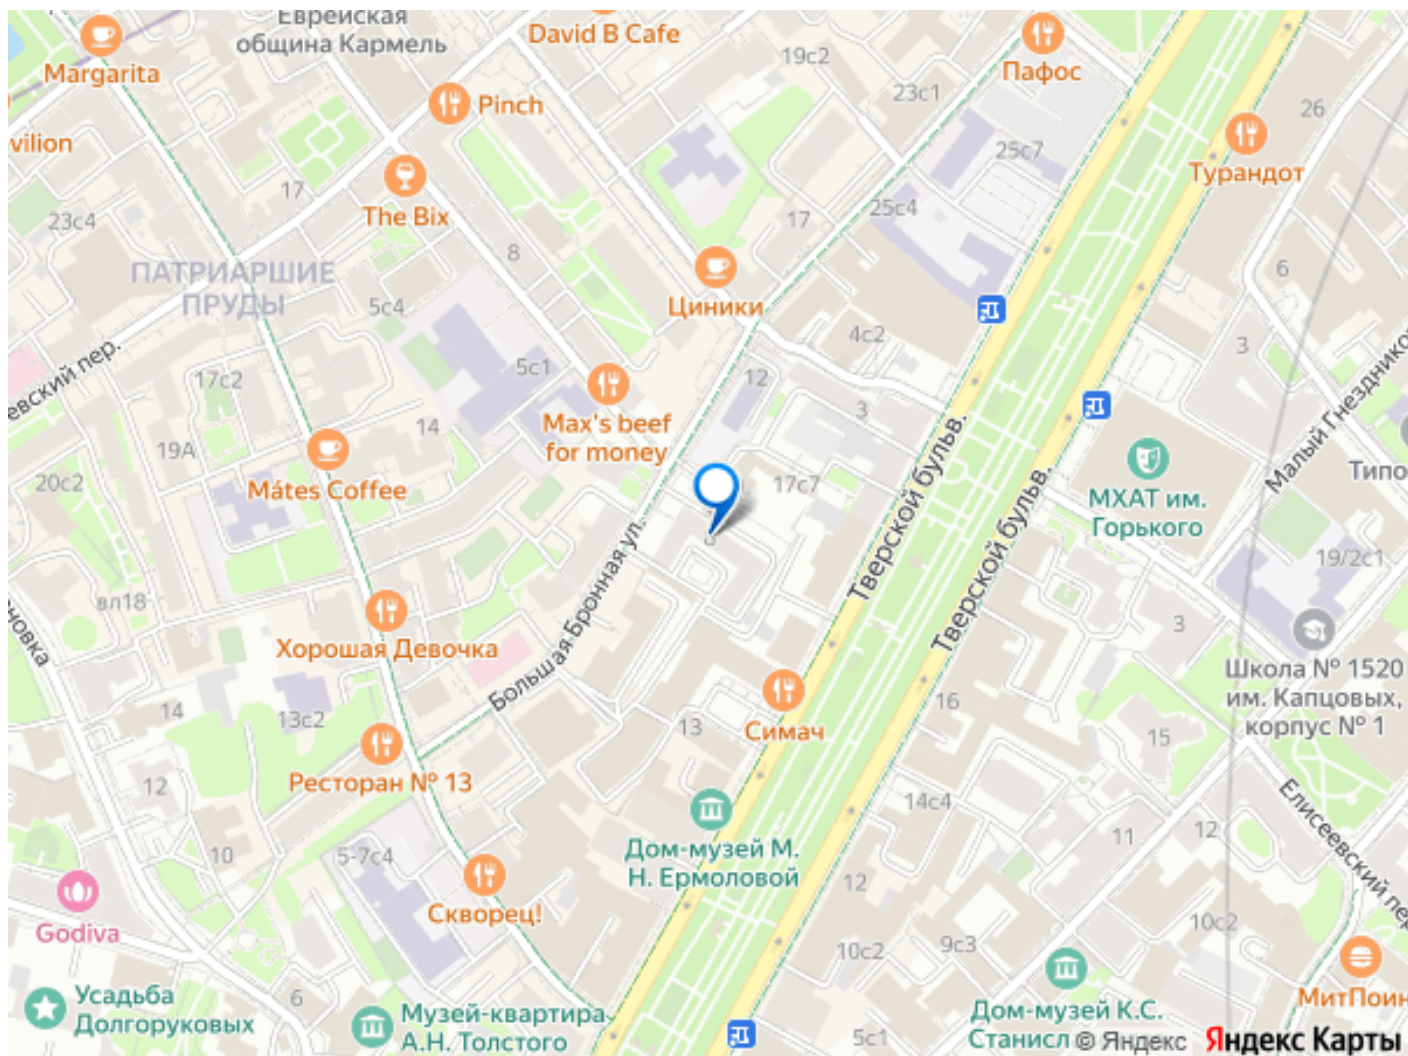 Еврейская
община Кармель
David B Cafe
Margarita
19с2
Пафос
Pinch
23с1
26
vilion
25с7
Турандот
17
The Bix
23с4
17
25с4
8
ПАТРИАРШИЕ
ПРУДЫ
6
5с4
Циники
4с2
3
евский пер.
17с2
5с1
12
Max's beef
for money
3
Малый Гнездников
14
19А
Mátes Coffee
20с2
17с7
МХАТ им.
Горького
Типо
Тверской бульв.
Тверской бульв.
19/2с1
Большая Бронная ул.
вл18
новка
Хорошая Девочка
3
Школа № 1520
им. Капцовых,
корпус № 1
14
13с2
16
13
Симач
15
Ресторан № 13
12
14с4
11
12
Елисеевский пер
Дом-музей М.
Н. Ермоловой
10
5-7с4
12
Скворец!
Godiva
10с2
9с3
10с2
6
Усадьба
Долгоруковых
Музей-квартира
А.Н. Толстого
Дом-музей К.С.
Станисл
МитПоин
5с1
© Яндекс
Яндекс Карты